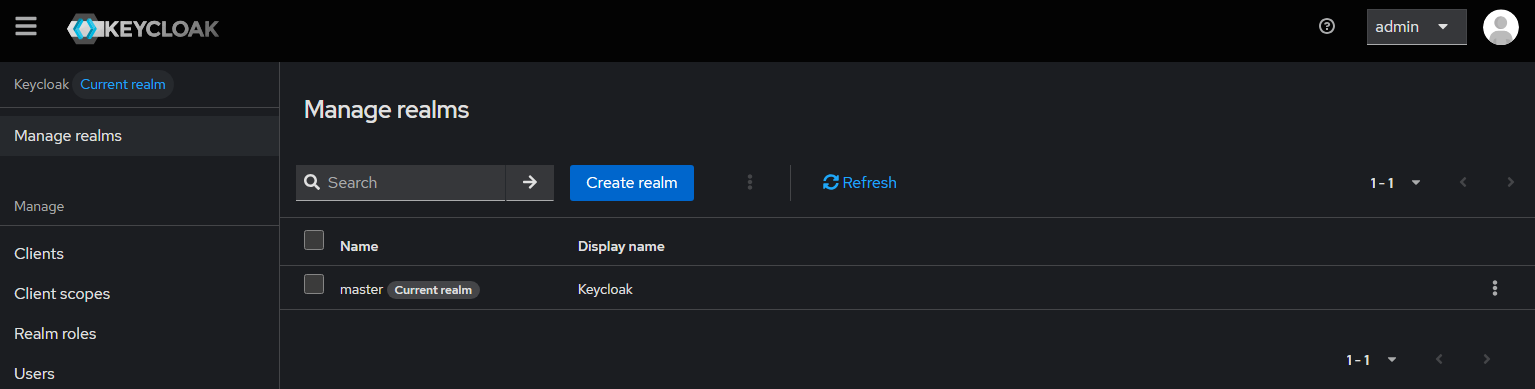 KEYCLOAK
admin
Keycloak Current realm
Manage realms
Manage
Clients
Client scopes
Realm roles
Users
Manage realms
Search
Create realm
Refresh
1 - 1
Name Display name
master Current realm Keycloak
1 - 1